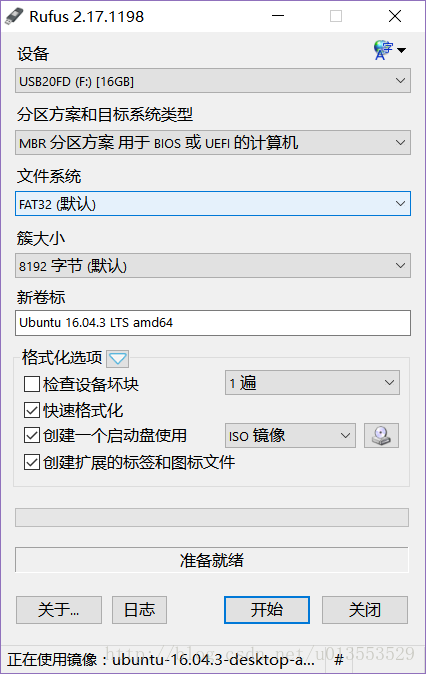 Rufus 2.17.1198
设备
USB20FD (F:) [16GB]
分区方案和目标系统类型
MBR 分区方案 用于 BIOS 或 UEFI 的计算机
文件系统
FAT32 (默认)
簇大小
8192 字节 (默认)
新卷标
Ubuntu 16.04.3 LTS amd64
格式化选项
检查设备坏块 1 遍
快速格式化
创建一个启动盘使用 ISO 镜像
创建扩展的标签和图标文件
准备就绪
关于... 日志 开始 关闭
http://blog.csdn.net/u013553529
正在使用镜像：ubuntu-16.04.3-desktop-a... #